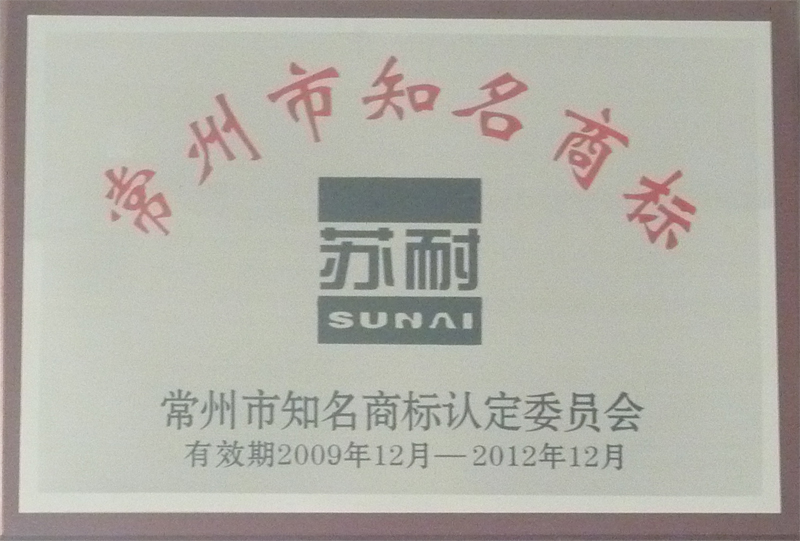 常州市知名商标
苏耐
SUNAI
常州市知名商标认定委员会
有效期2009年12月—2012年12月